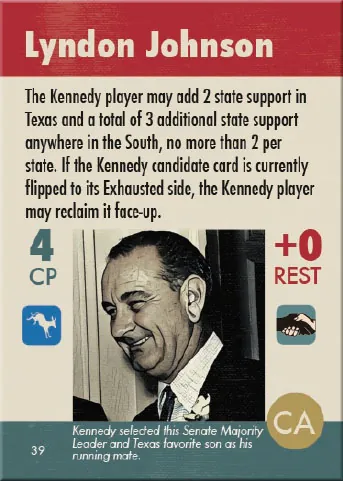 Lyndon Johnson
The Kennedy player may add 2 state support in
Texas and a total of 3 additional state support
anywhere in the South, no more than 2 per
state. If the Kennedy candidate card is currently
flipped to its Exhausted side, the Kennedy player
may reclaim it face-up.
4
CP
+0
REST
CA
39
Kennedy selected this Senate Majority
Leader and Texas favorite son as his
running mate.